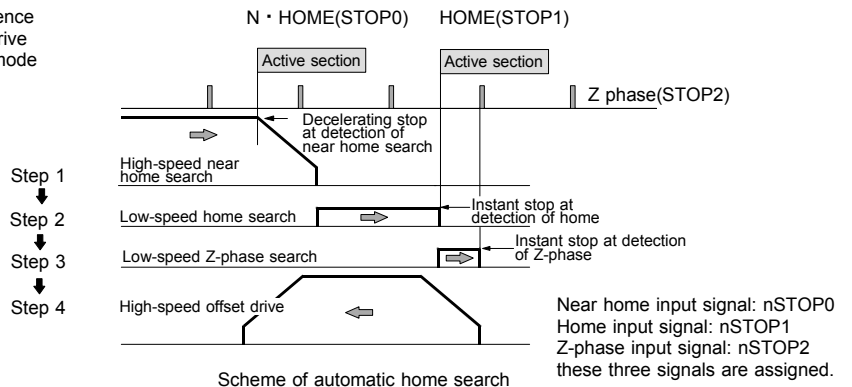 ence
rive
node
N・HOME(STOP0)
HOME(STOP1)
Active section
Active section
Z phase(STOP2)
Decelerating stop
at detection of
near home search
High-speed near
home search
Step 1
Instant stop at
detection of home
Step 2
Low-speed home search
Instant stop at detection
of Z-phase
Step 3
Low-speed Z-phase search
Step 4
High-speed offset drive
Near home input signal: nSTOP0
Home input signal: nSTOP1
Z-phase input signal: nSTOP2
these three signals are assigned.
Scheme of automatic home search